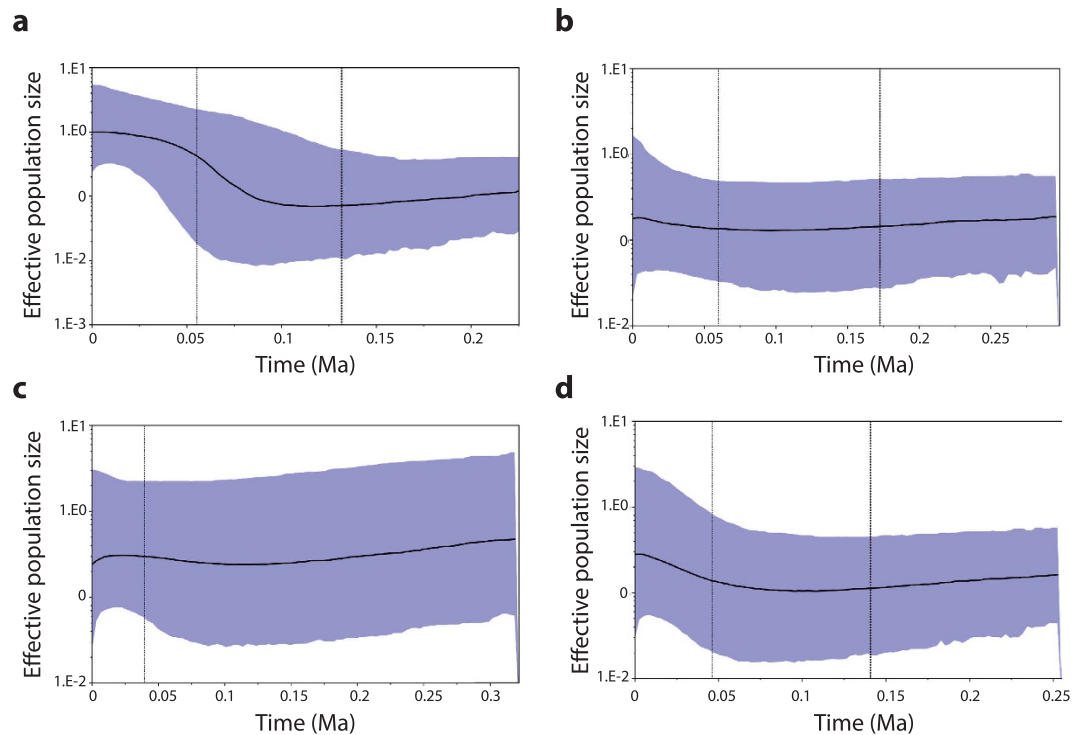 a
Effective population size
1.E1
1.E0
0
1.E-2
1.E-3
0
0.05
0.1
0.15
0.2
Time (Ma)
b
Effective population size
1.E1
1.E0
0
1.E-2
0
0.05
0.1
0.15
0.2
0.25
Time (Ma)
c
Effective population size
1.E1
1.E0
0
1.E-2
0
0.05
0.1
0.15
0.2
0.25
0.3
Time (Ma)
d
Effective population size
1.E1
1.E0
0
1.E-2
0
0.05
0.1
0.15
0.2
0.25
Time (Ma)